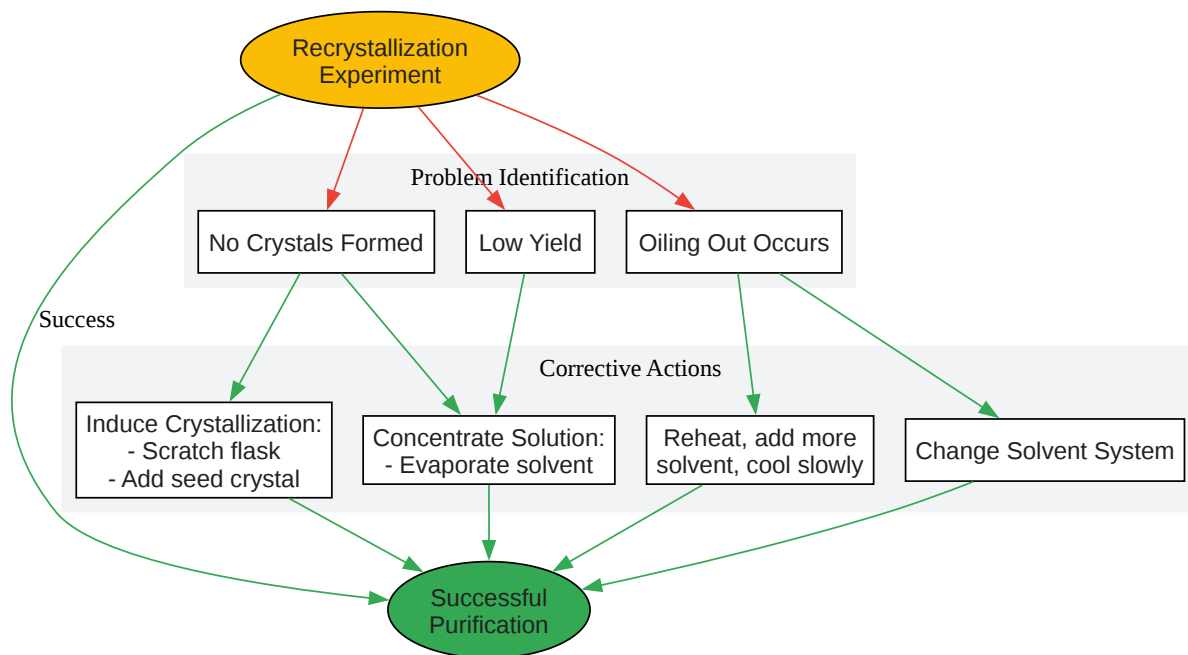 Recrystallization
Experiment
Problem Identification
No Crystals Formed
Low Yield
Oiling Out Occurs
Success
Corrective Actions
Induce Crystallization:
- Scratch flask
- Add seed crystal
Concentrate Solution:
- Evaporate solvent
Reheat, add more
solvent, cool slowly
Change Solvent System
Successful
Purification